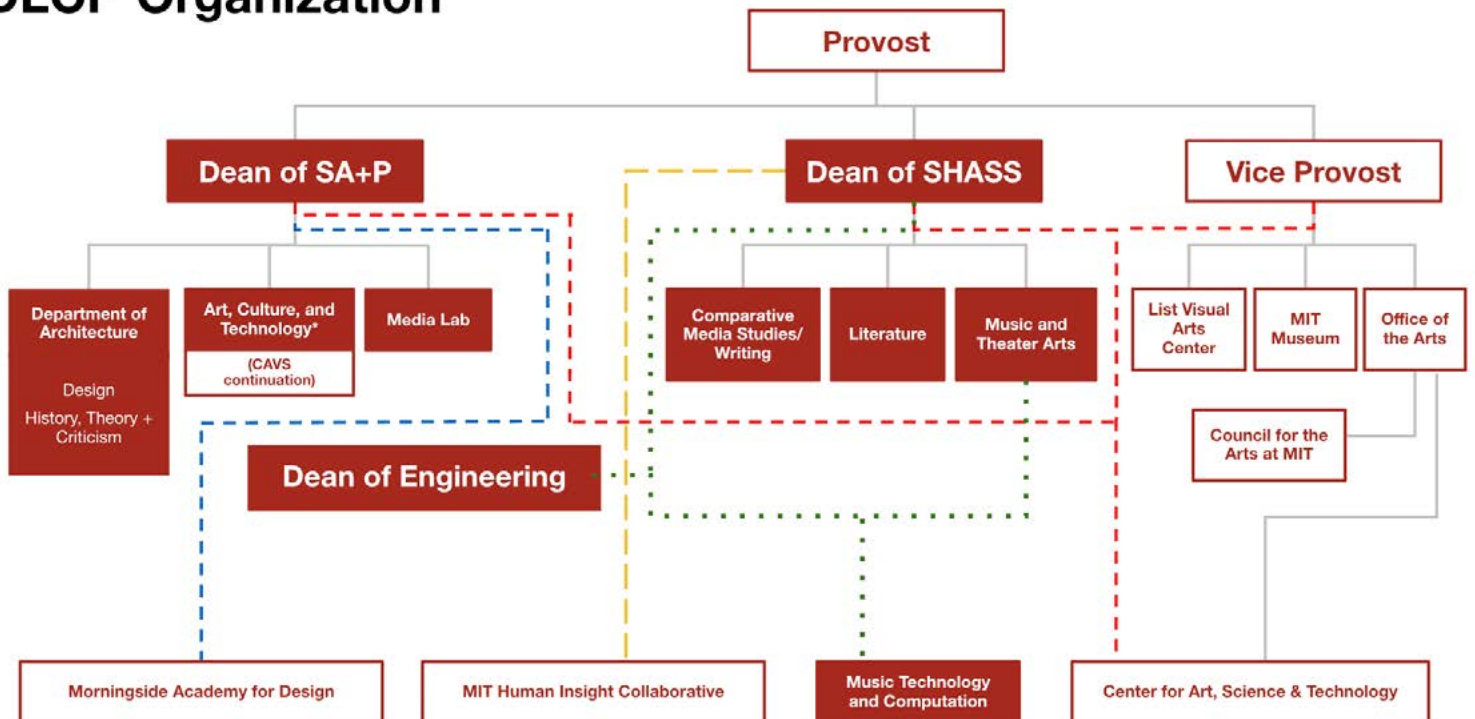 Organization
Provost
Dean of SA+P
Dean of SHASS
Vice Provost
Department of
Architecture
Design
History, Theory +
Criticism
Art, Culture, and
Technology*
(CAVS
continuation)
Media Lab
Comparative
Media Studies/
Writing
Literature
Music and
Theater Arts
List Visual
Arts
Center
MIT
Museum
Office of
the Arts
Council for the
Arts at MIT
Dean of Engineering
Morningside Academy for Design
MIT Human Insight Collaborative
Music Technology
and Computation
Center for Art, Science & Technology